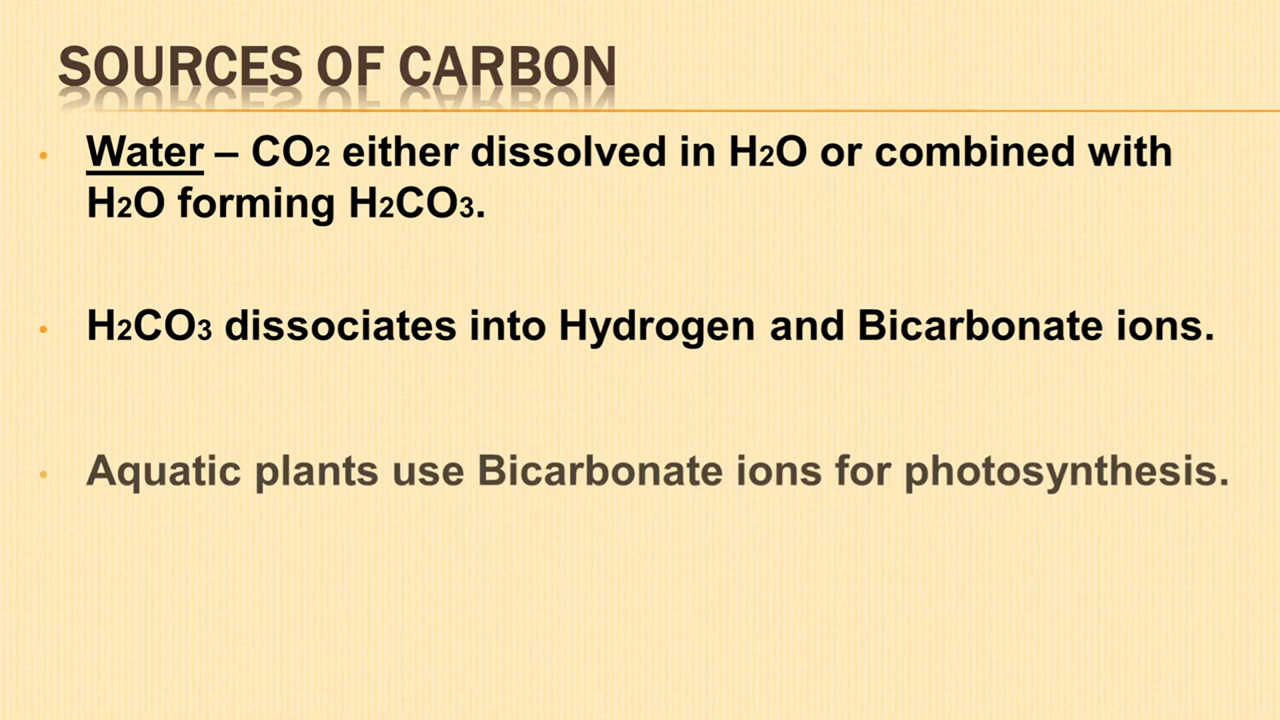 SOURCES OF CARBON
• Water – CO2 either dissolved in H2O or combined with
H2O forming H2CO3.
• H2CO3 dissociates into Hydrogen and Bicarbonate ions.
• Aquatic plants use Bicarbonate ions for photosynthesis.